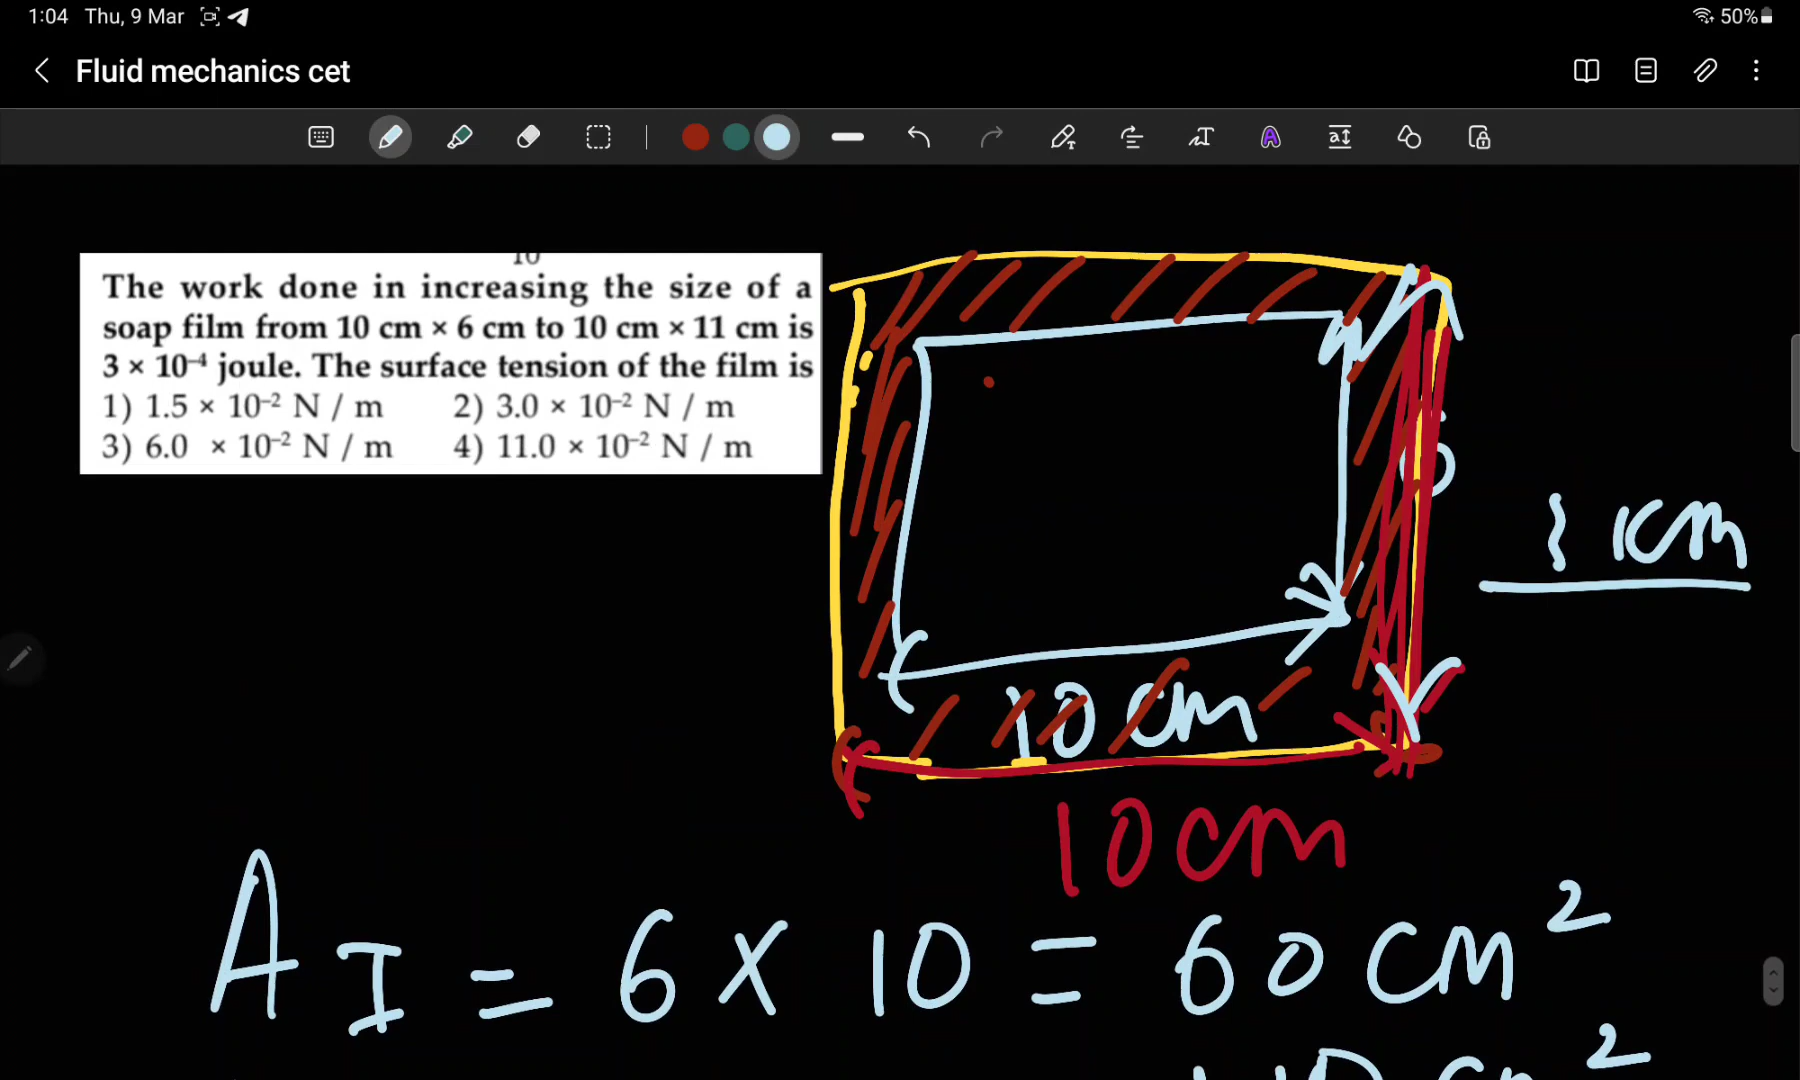 1:04 Thu, 9 Mar
50%
Fluid mechanics cet
The work done in increasing the size of a
soap film from 10 cm × 6 cm to 10 cm × 11 cm is
3 × 10⁻⁴ joule. The surface tension of the film is
1) 1.5 × 10⁻² N / m 2) 3.0 × 10⁻² N / m
3) 6.0 × 10⁻² N / m 4) 11.0 × 10⁻² N / m
10 cm
10cm
A I = 6 × 10 = 60 cm²